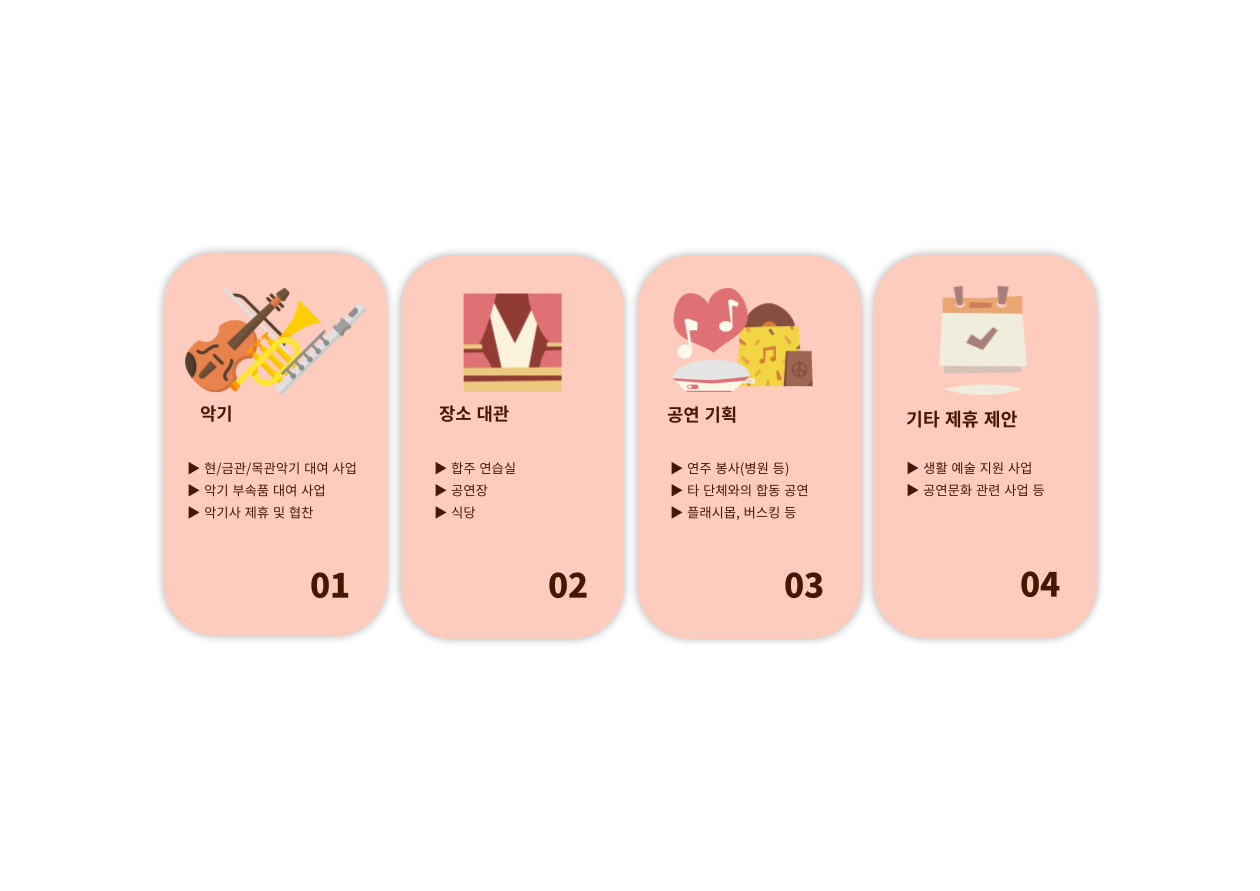 악기
▶ 현/금관/목관악기 대여 사업
▶ 악기 부속품 대여 사업
▶ 악기사 제휴 및 협찬
01
장소 대관
▶ 합주 연습실
▶ 공연장
▶ 식당
02
공연 기획
▶ 연주 봉사(병원 등)
▶ 타 단체와의 합동 공연
▶ 플래시몹, 버스킹 등
03
기타 제휴 제안
▶ 생활 예술 지원 사업
▶ 공연문화 관련 사업 등
04